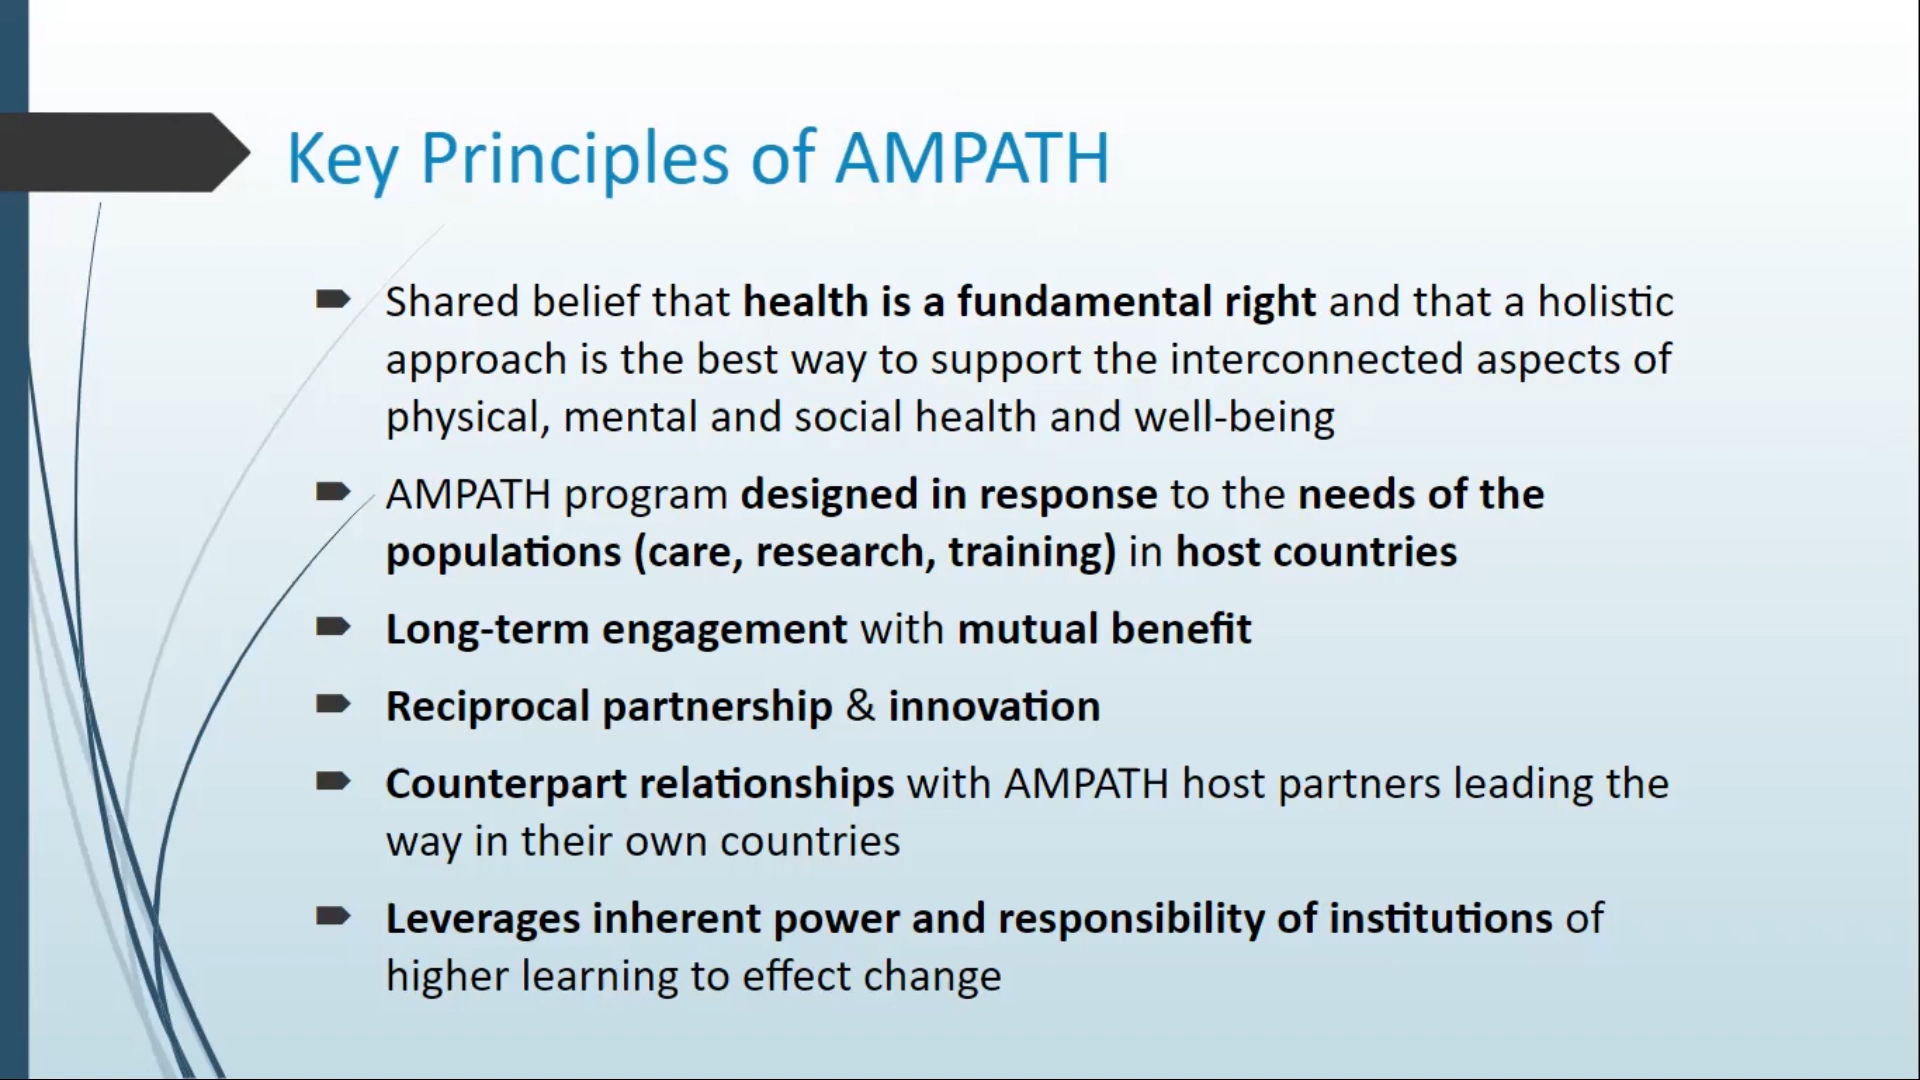 Key Principles of AMPATH
Shared belief that health is a fundamental right and that a holistic
approach is the best way to support the interconnected aspects of
physical, mental and social health and well-being
AMPATH program designed in response to the needs of the
populations (care, research, training) in host countries
Long-term engagement with mutual benefit
Reciprocal partnership & innovation
Counterpart relationships with AMPATH host partners leading the
way in their own countries
Leverages inherent power and responsibility of institutions of
higher learning to effect change